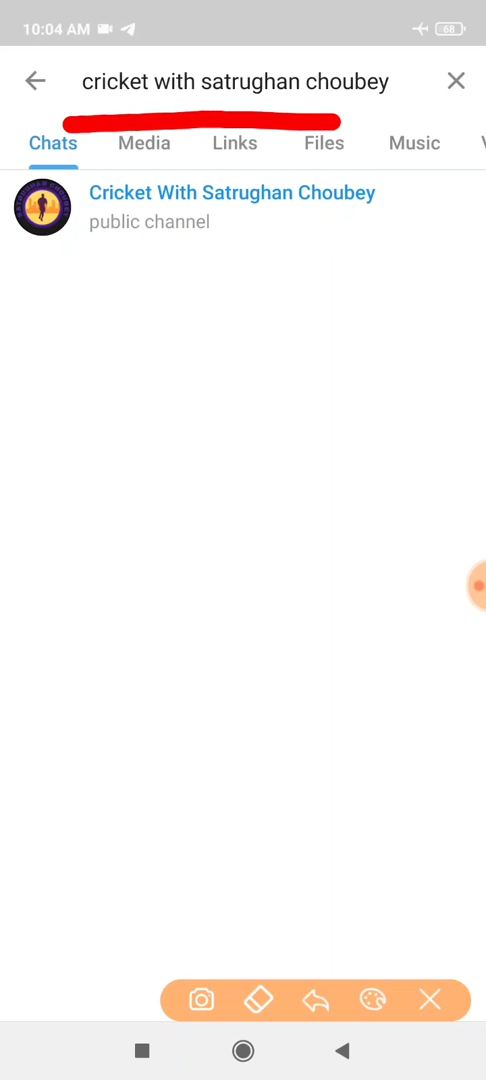 10:04 AM
68
cricket with satrughan choubey
Chats Media Links Files Music
Cricket With Satrughan Choubey
public channel